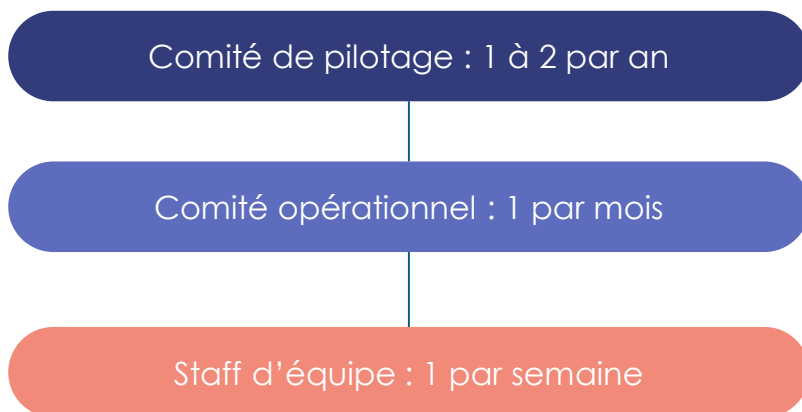 Comité de pilotage : 1 à 2 par an
Comité opérationnel : 1 par mois
Staff d’équipe : 1 par semaine